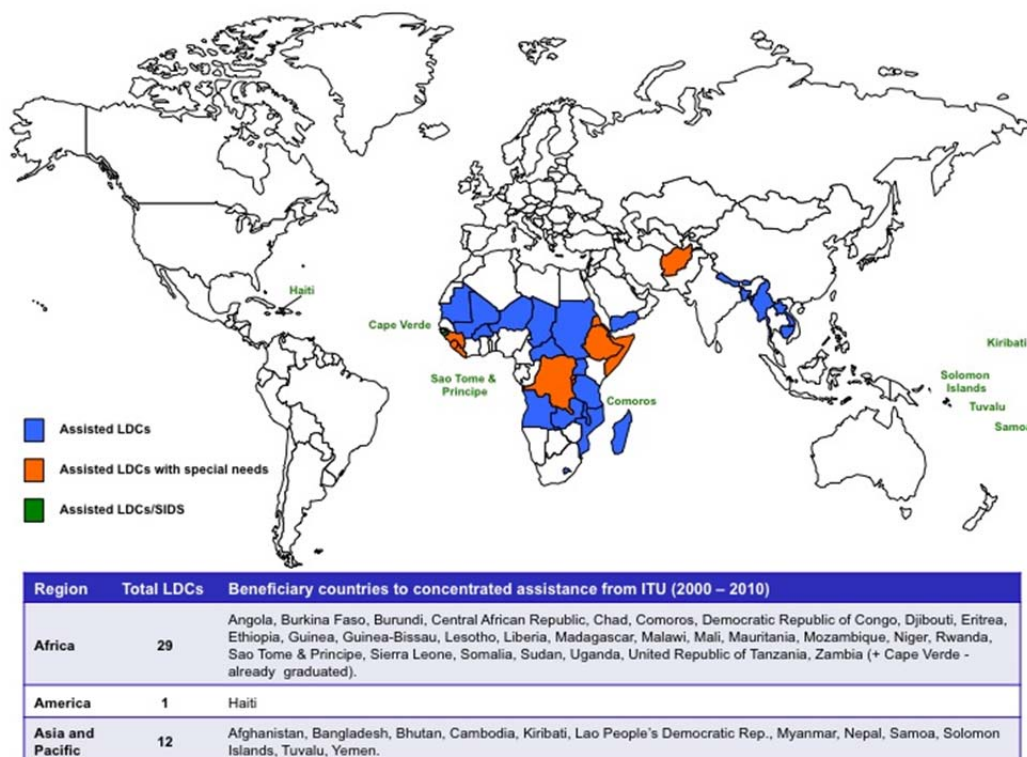 Haiti
Cape Verde
Sao Tome &
Principe
Comoros
Kiribati
Solomon
Islands
Tuvalu
Samoa
Assisted LDCs
Assisted LDCs with special needs
Assisted LDCs/SIDS
Region Total LDCs Beneficiary countries to concentrated assistance from ITU (2000 – 2010)
Africa 29
Angola, Burkina Faso, Burundi, Central African Republic, Chad, Comoros, Democratic Republic of Congo, Djibouti, Eritrea,
Ethiopia, Guinea, Guinea-Bissau, Lesotho, Liberia, Madagascar, Malawi, Mali, Mauritania, Mozambique, Niger, Rwanda,
Sao Tome & Principe, Sierra Leone, Somalia, Sudan, Uganda, United Republic of Tanzania, Zambia (+ Cape Verde -
already graduated).
America 1 Haiti
Asia and
Pacific 12
Afghanistan, Bangladesh, Bhutan, Cambodia, Kiribati, Lao People's Democratic Rep., Myanmar, Nepal, Samoa, Solomon
Islands, Tuvalu, Yemen.